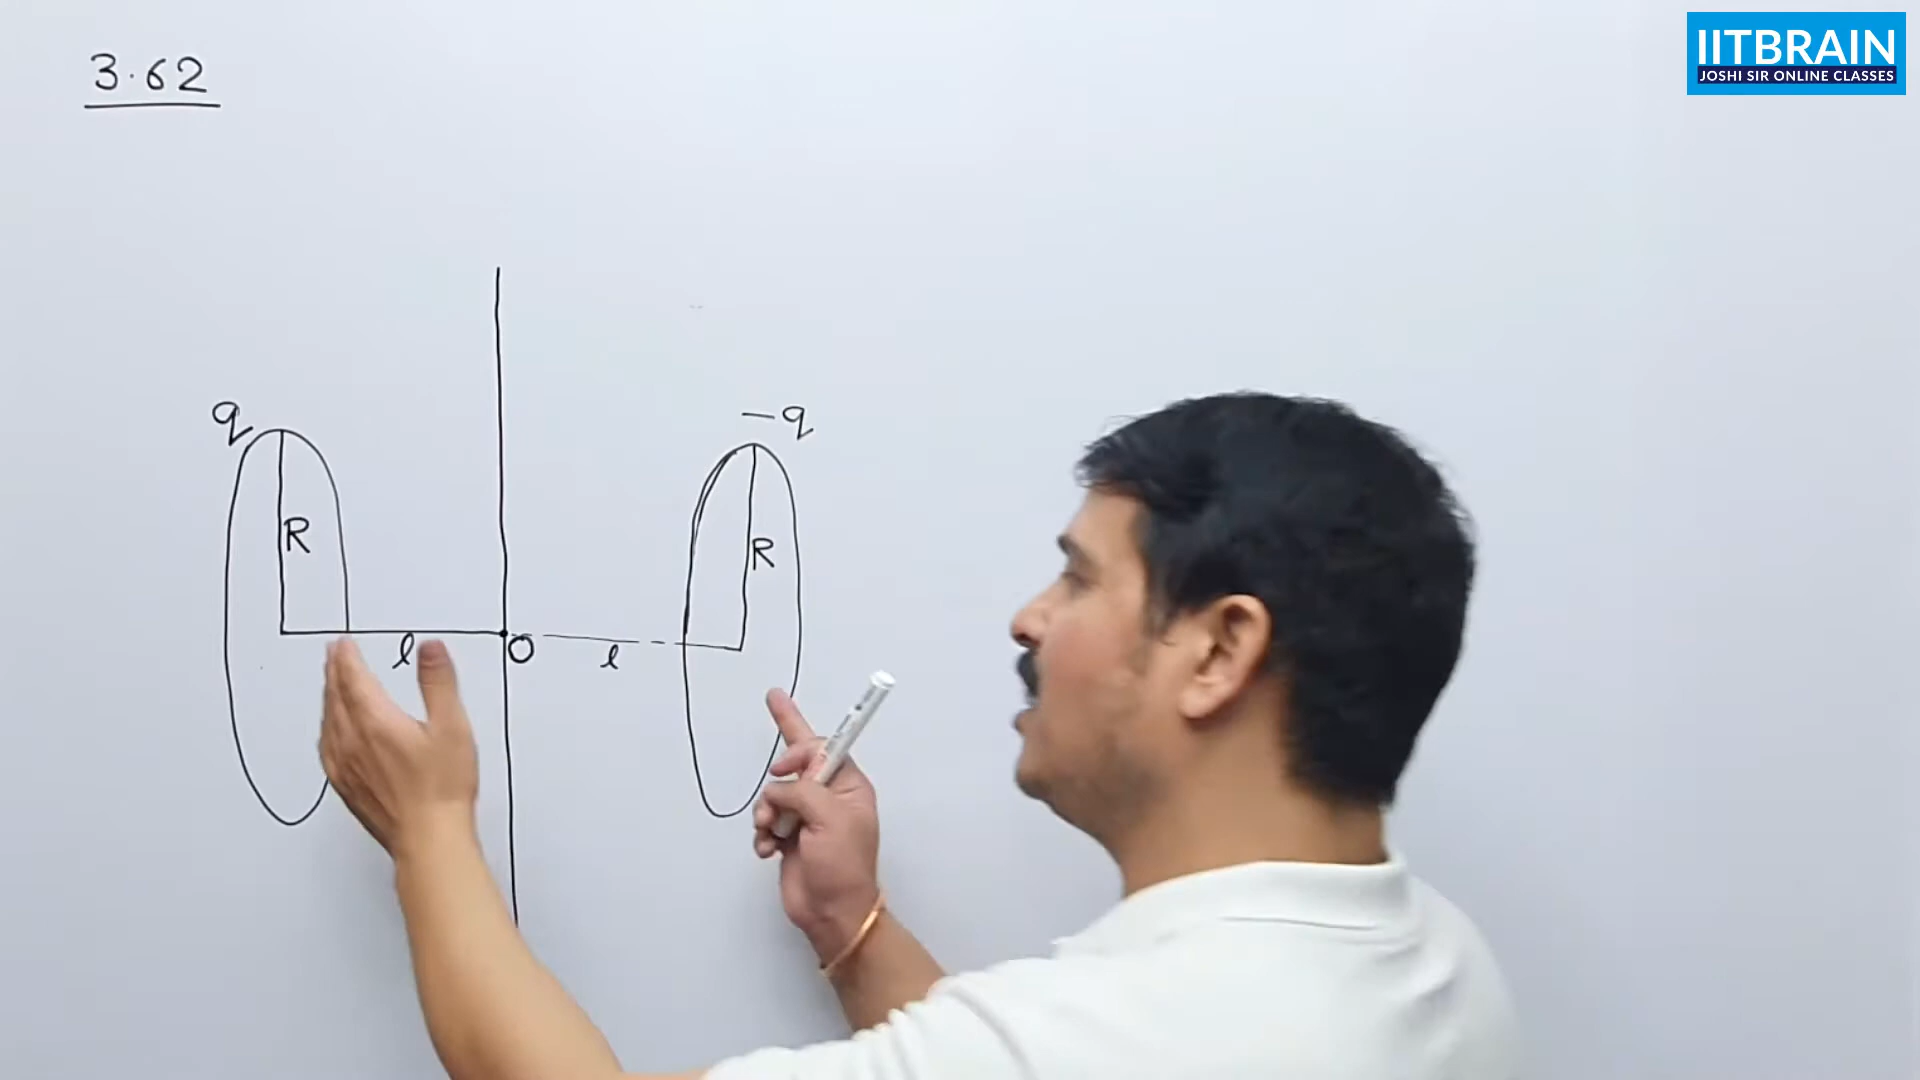 3.62
IITBRAIN
JOSHI SIR ONLINE CLASSES
q
-q
R
R
l
O
l